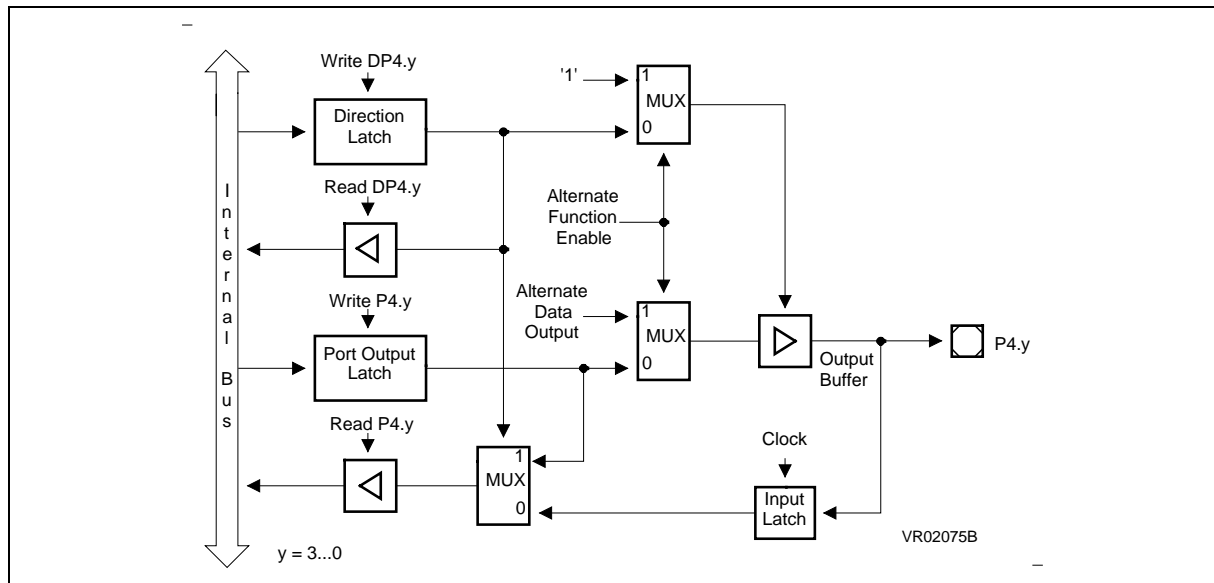 Write DP4.y
Direction
Latch
Read DP4.y
Internal Bus
Write P4.y
Port Output
Latch
Read P4.y
y = 3...0
'1'
1
MUX
0
Alternate
Function
Enable
Alternate
Data
Output
1
MUX
0
Output
Buffer
P4.y
1
MUX
0
Clock
Input
Latch
VR02075B